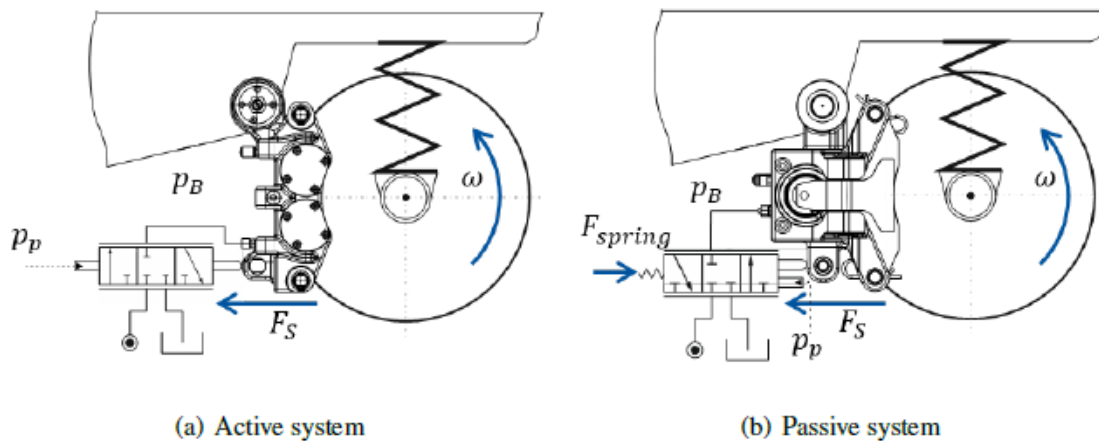 p_B
ω
p_p
F_S
(a) Active system
p_B
ω
F_spring
F_S
p_p
(b) Passive system